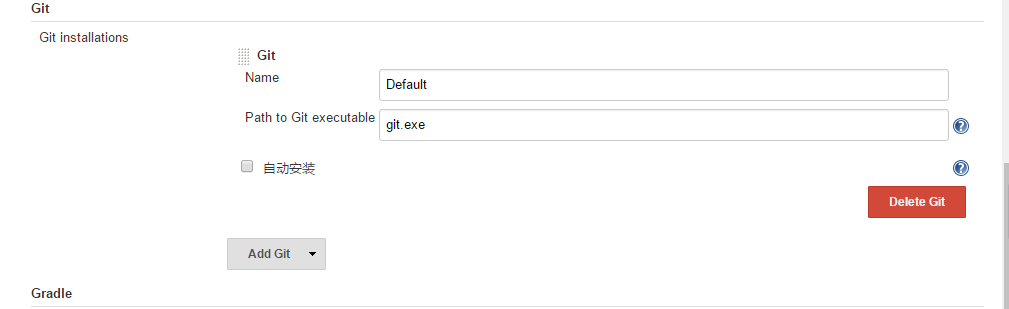 Git
Git installations
Git
Name
Default
Path to Git executable
git.exe
自动安装
Delete Git
Add Git
Gradle